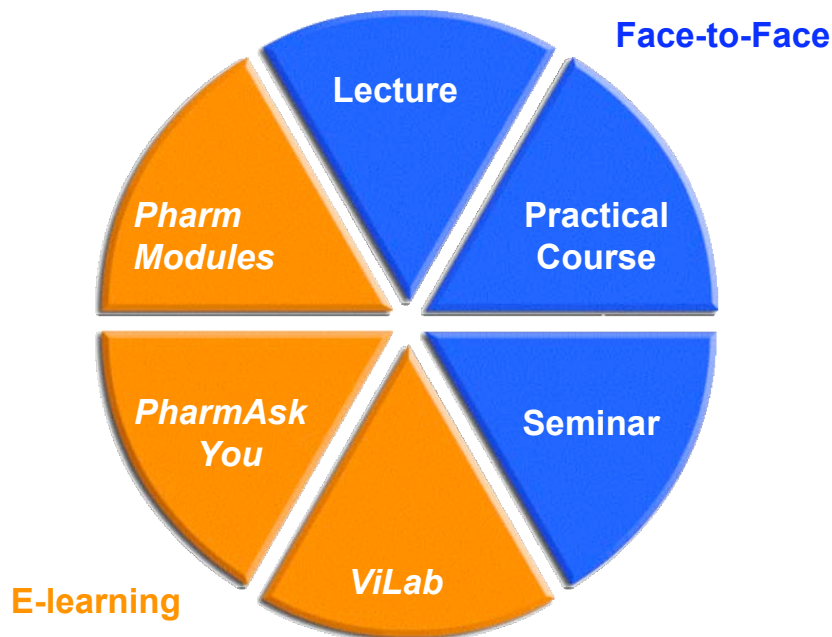 Face-to-Face
Lecture
Practical
Course
Seminar
ViLab
PharmAsk
You
Pharm
Modules
E-learning